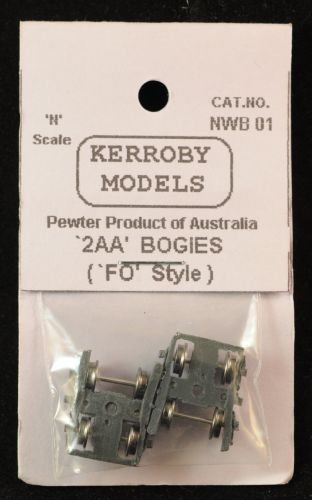 'N'
Scale
CAT.NO.
NWB 01
KERROBY
MODELS
Pewter Product of Australia
`2AA' BOGIES
(`FO' Style)